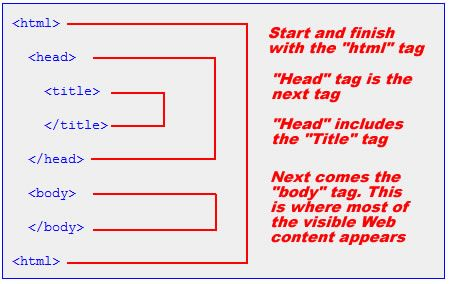 <html>
Start and finish
with the "html" tag
<head>
"Head" tag is the
next tag
<title>
"Head" includes
the "Title" tag
</title>
</head>
<body>
Next comes the
"body" tag. This
is where most of
the visible Web
content appears
</body>
<html>